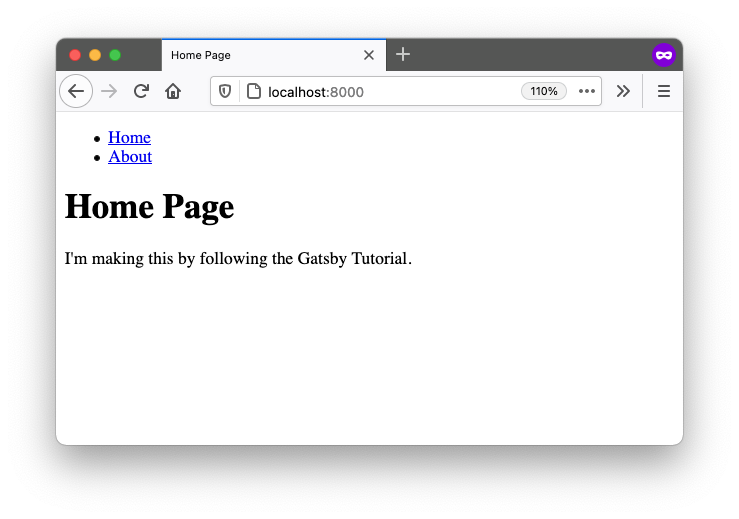 Home Page
localhost:8000
110%
Home
About
Home Page
I'm making this by following the Gatsby Tutorial.